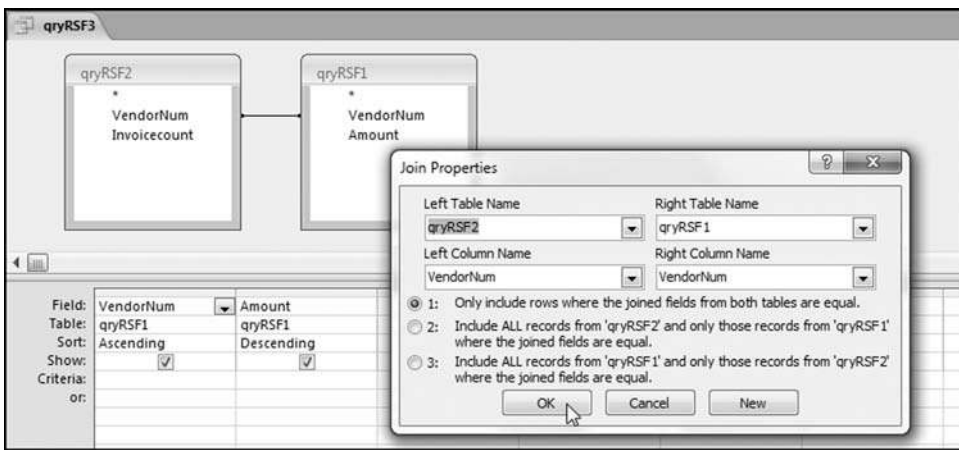 qryRSF3
qryRSF2
*
VendorNum
Invoicecount
qryRSF1
*
VendorNum
Amount
Join Properties
Left Table Name
Right Table Name
qryRSF2
qryRSF1
Left Column Name
Right Column Name
VendorNum
VendorNum
1: Only include rows where the joined fields from both tables are equal.
2: Include ALL records from 'qryRSF2' and only those records from 'qryRSF1'
where the joined fields are equal.
3: Include ALL records from 'qryRSF1' and only those records from 'qryRSF2'
where the joined fields are equal.
OK
Cancel
New
Field: VendorNum Amount
Table: qryRSF1 qryRSF1
Sort: Ascending Descending
Show:
Criteria:
or: